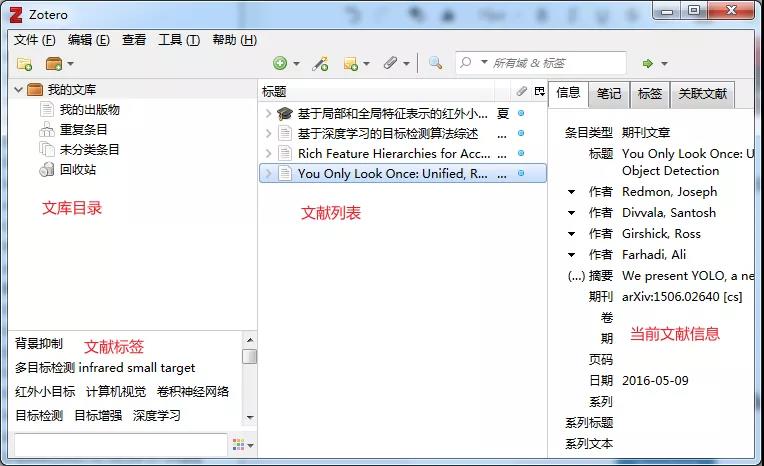 Zotero
文件 (F) 编辑 (E) 查看 工具 (T) 帮助 (H)
所有域 & 标签
我的文库
我的出版物
重复条目
未分类条目
回收站
文库目录
背景抑制
文献标签
多目标检测 infrared small target
红外小目标 计算机视觉 卷积神经网络
目标检测 目标增强 深度学习
标题
基于局部和全局特征表示的红外小... 夏
基于深度学习的目标检测算法综述 ...
Rich Feature Hierarchies for Acc... ...
You Only Look Once: Unified, R... ...
文献列表
信息 笔记 标签 关联文献
条目类型 期刊文章
标题 You Only Look Once: U
Object Detection
作者 Redmon, Joseph
作者 Divvala, Santosh
作者 Girshick, Ross
作者 Farhadi, Ali
(...) 摘要 We present YOLO, a ne
期刊 arXiv:1506.02640 [cs]
卷
期
当前文献信息
页码
日期 2016-05-09
系列
系列标题
系列文本